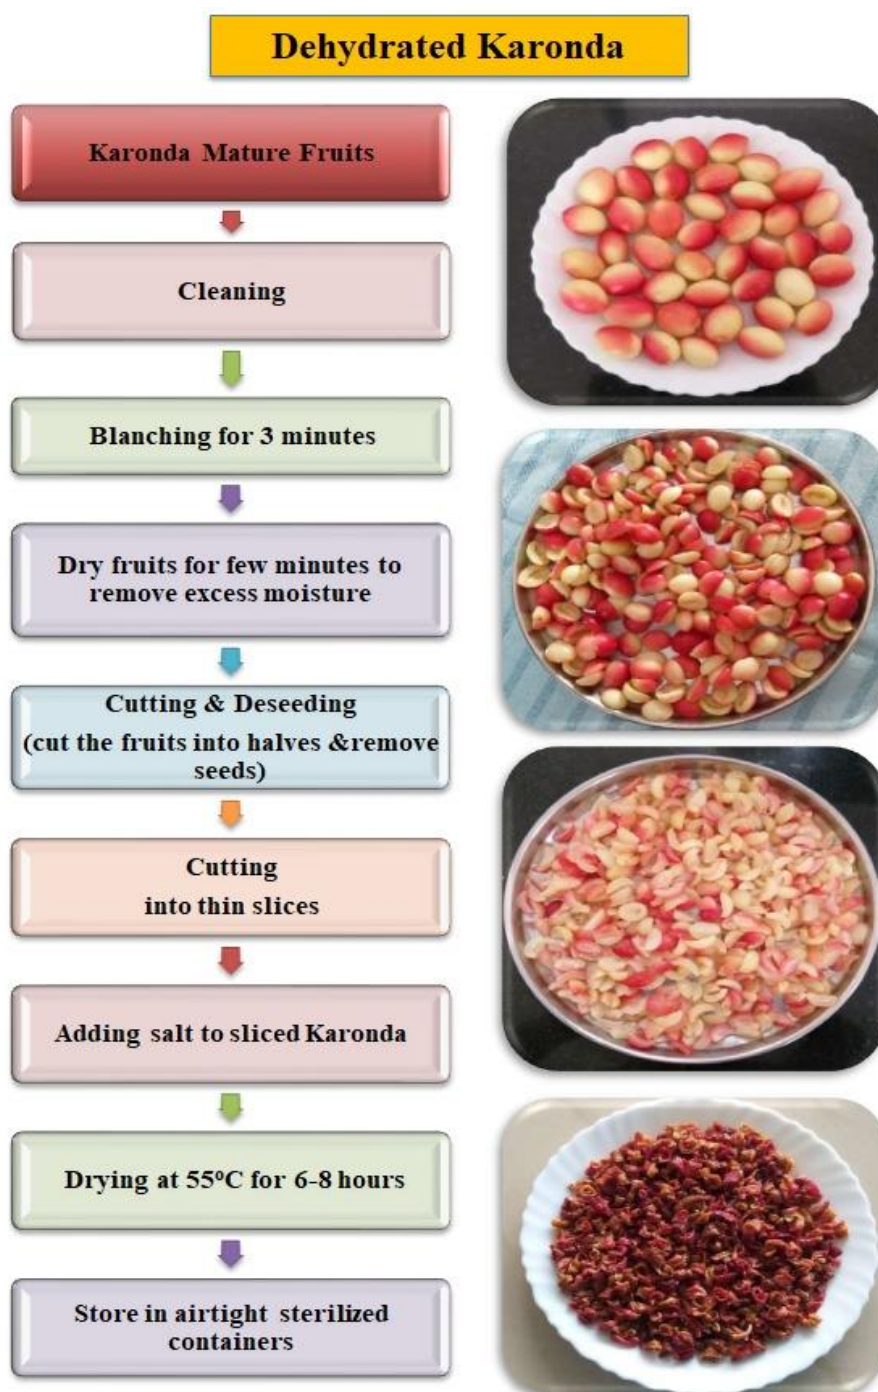 Dehydrated Karonda
Karonda Mature Fruits
Cleaning
Blanching for 3 minutes
Dry fruits for few minutes to
remove excess moisture
Cutting & Deseeding
(cut the fruits into halves &remove
seeds)
Cutting
into thin slices
Adding salt to sliced Karonda
Drying at 55⁰C for 6-8 hours
Store in airtight sterilized
containers